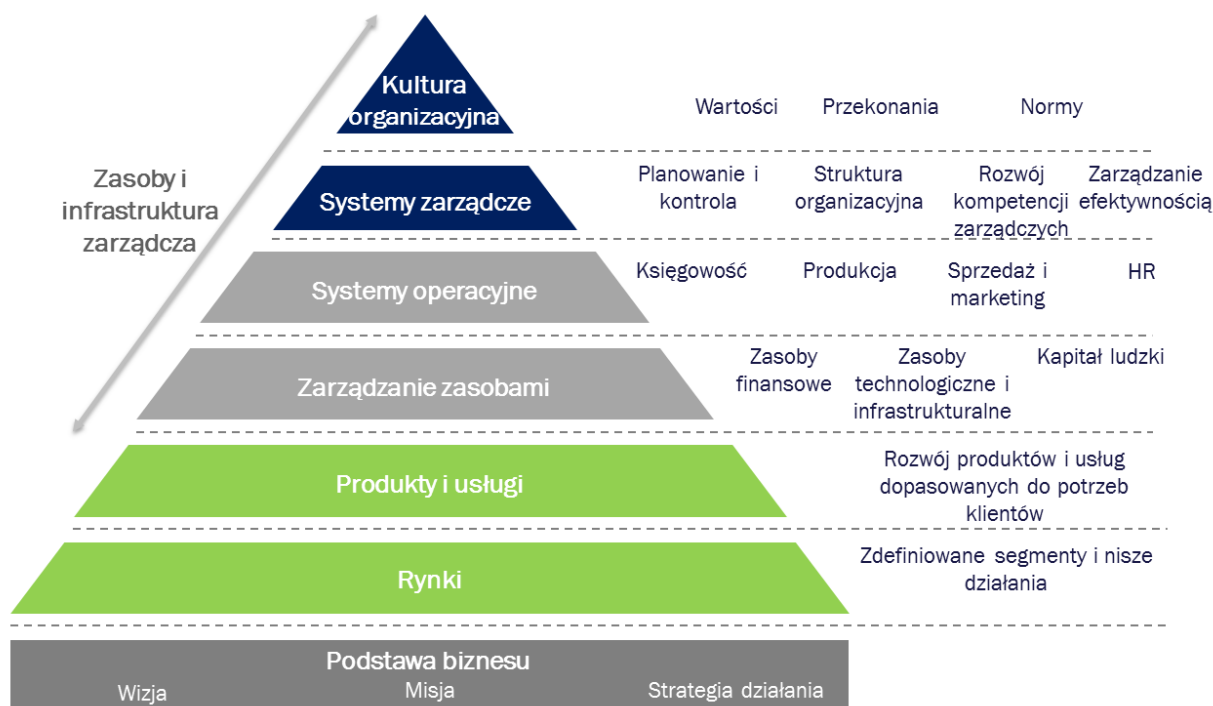 Kultura
organizacyjna
Wartości
Przekonania
Normy
Zasoby i
infrastruktura
zarządcza
Systemy zarządcze
Planowanie i
kontrola
Struktura
organizacyjna
Rozwój
kompetencji
zarządczych
Zarządzanie
efektywnością
Systemy operacyjne
Księgowość
Produkcja
Sprzedaż i
marketing
HR
Zarządzanie zasobami
Zasoby
finansowe
Zasoby
technologiczne i
infrastrukturalne
Kapitał ludzki
Produkty i usługi
Rozwój produktów i usług
dopasowanych do potrzeb
klientów
Rynki
Zdefiniowane segmenty i nisze
działania
Podstawa biznesu
Wizja
Misja
Strategia działania